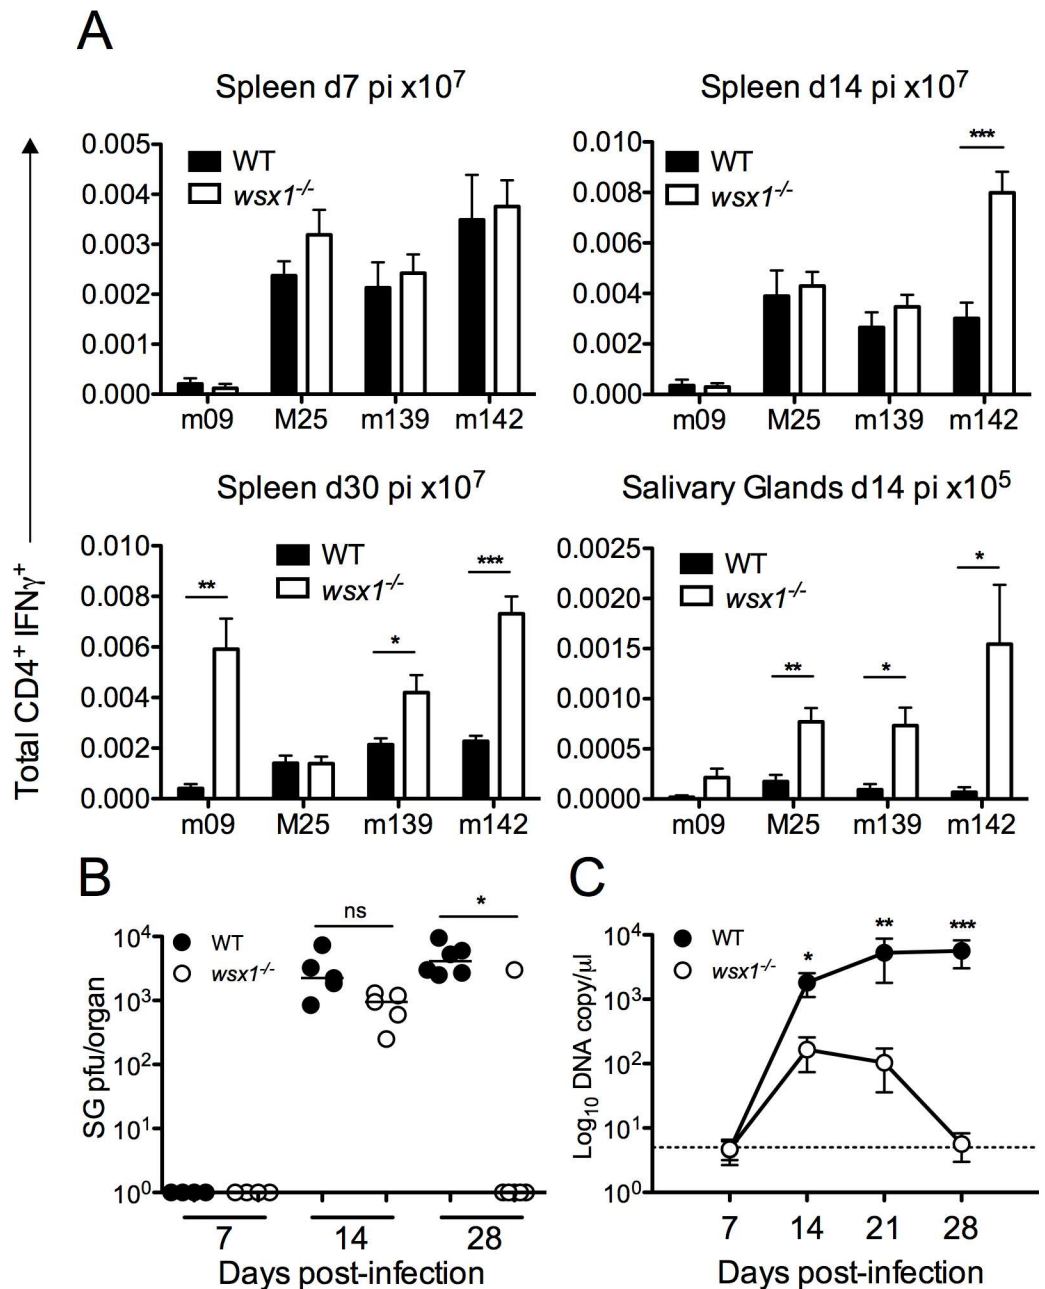 A
Spleen d7 pi x10⁷
Spleen d14 pi x10⁷
Total CD4⁺ IFNγ⁺
0.005
0.004
0.003
0.002
0.001
0.000
WT
wsx1⁻/⁻
m09 M25 m139 m142
0.010
0.008
0.006
0.004
0.002
0.000
WT
wsx1⁻/⁻
***
m09 M25 m139 m142
Spleen d30 pi x10⁷
Salivary Glands d14 pi x10⁵
0.010
0.008
0.006
0.004
0.002
0.000
WT
wsx1⁻/⁻
**
*
***
m09 M25 m139 m142
0.0025
0.0020
0.0015
0.0010
0.0005
0.0000
WT
wsx1⁻/⁻
**
*
*
m09 M25 m139 m142
B
SG pfu/organ
10⁴
10³
10²
10¹
10⁰
WT
wsx1⁻/⁻
ns
*
7 14 28
Days post-infection
C
Log₁₀ DNA copy/µl
10⁴
10³
10²
10¹
10⁰
WT
wsx1⁻/⁻
*
**
***
7 14 21 28
Days post-infection